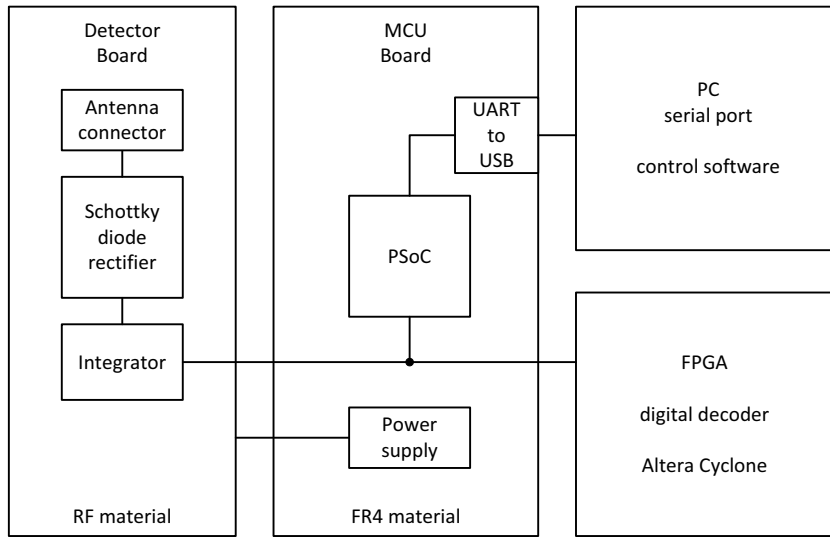 Detector
Board
Antenna
connector
Schottky
diode
rectifier
Integrator
RF material
MCU
Board
UART
to
USB
PSoC
Power
supply
FR4 material
PC
serial port
control software
FPGA
digital decoder
Altera Cyclone